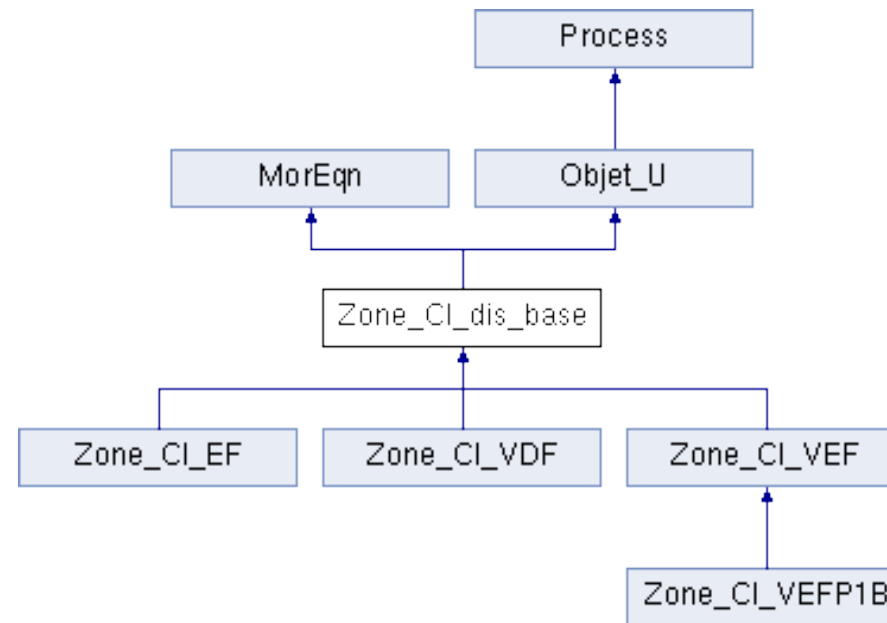 Process
MorEqn
Objet_U
Zone_Cl_dis_base
Zone_Cl_EF
Zone_Cl_VDF
Zone_Cl_VEF
Zone_Cl_VEFP1B